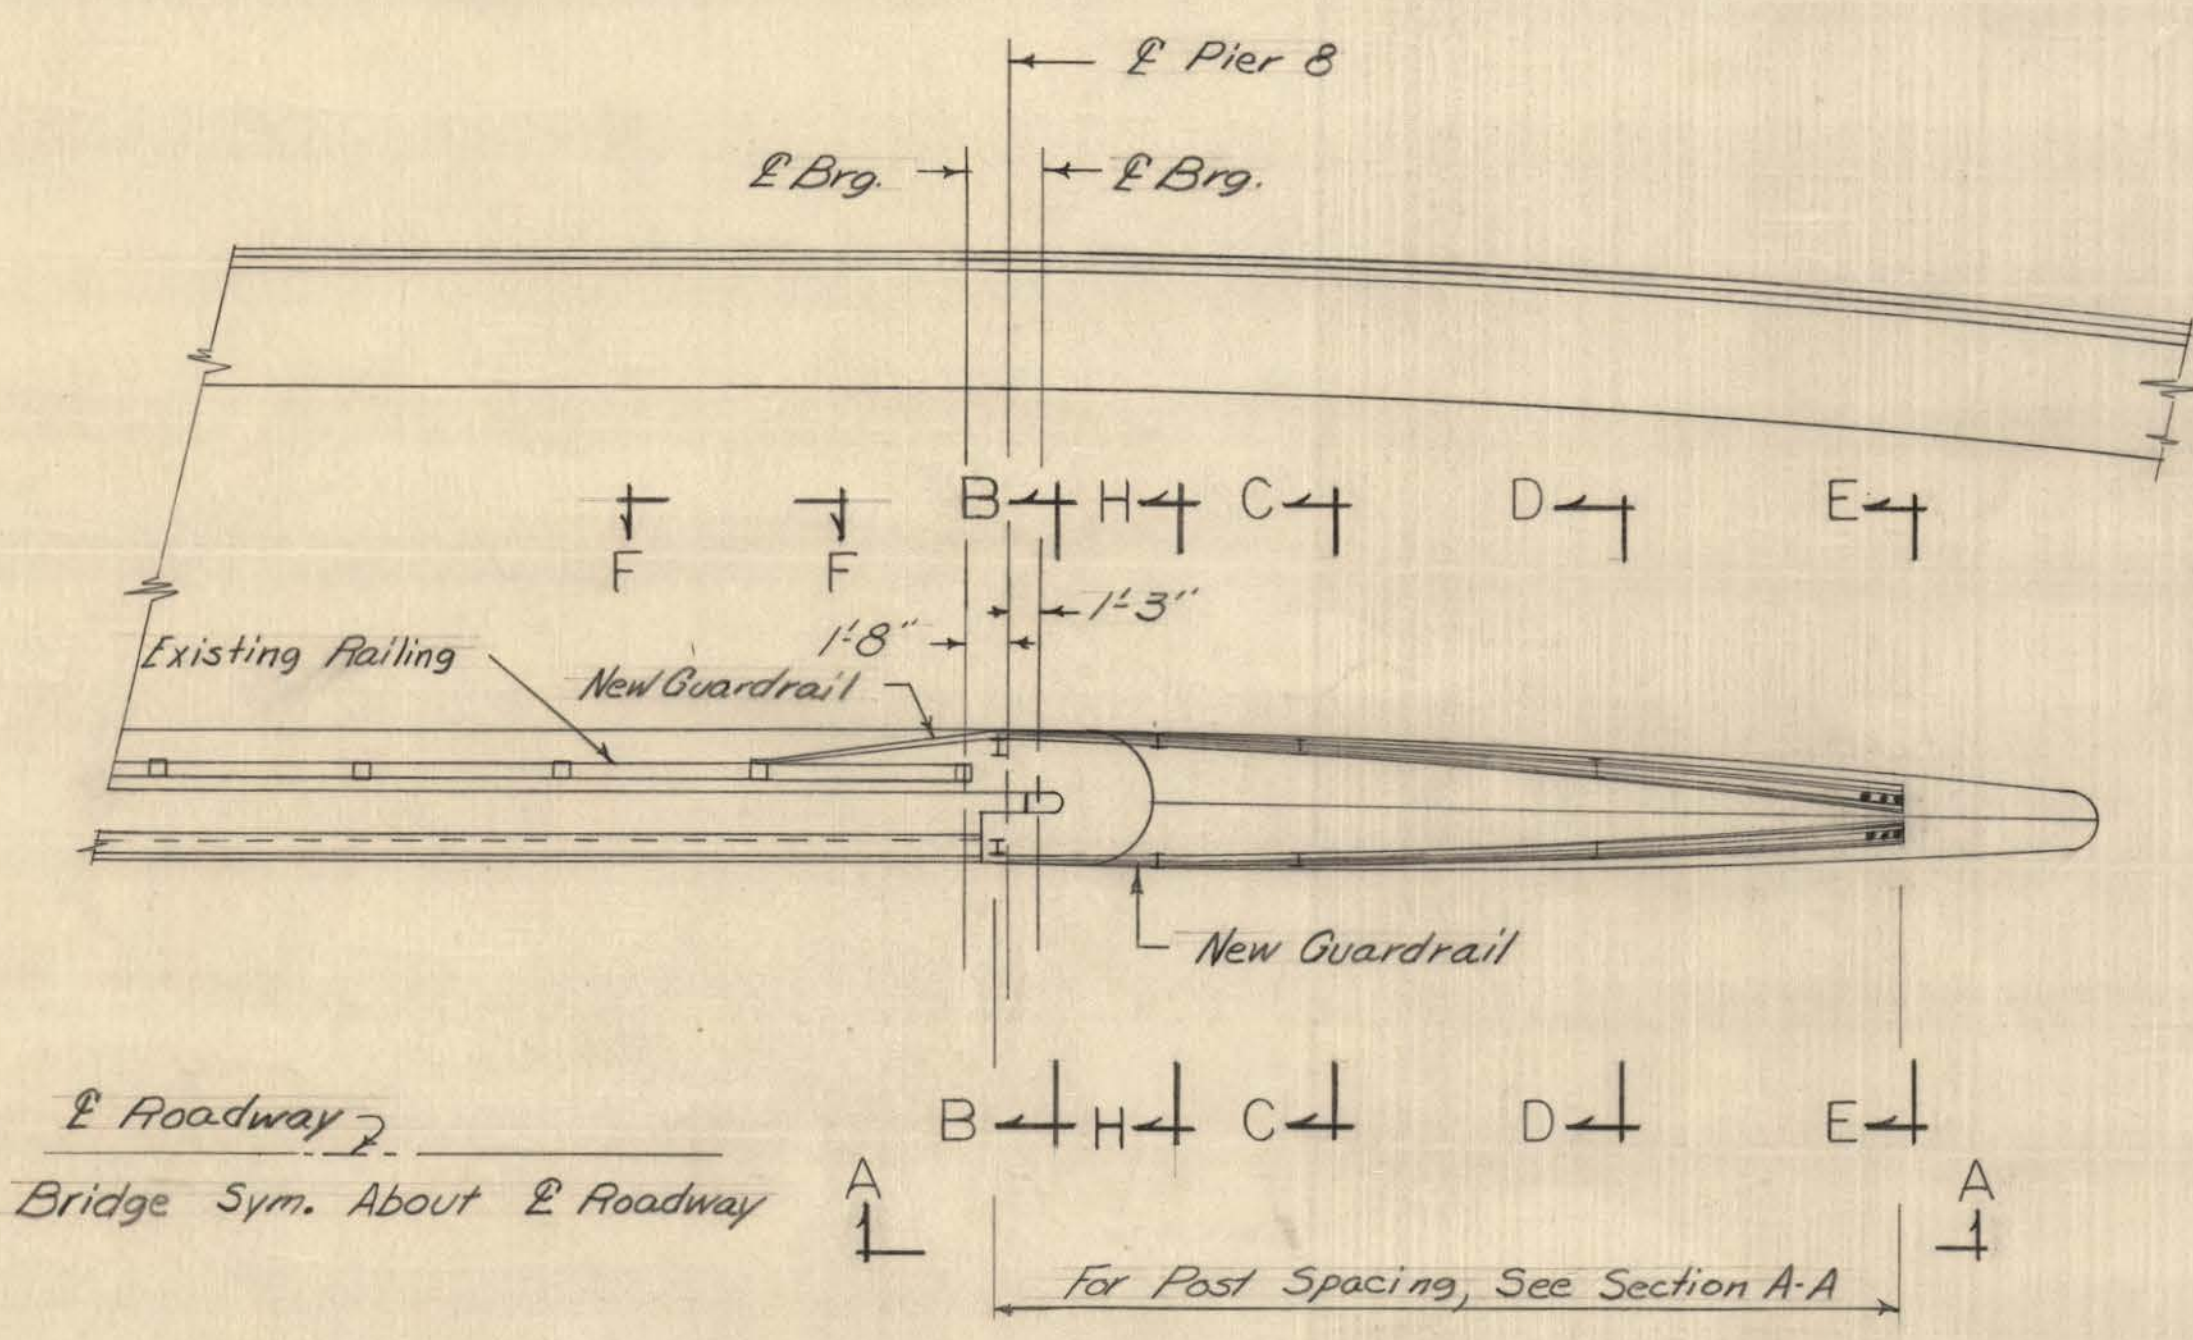 ℄ Pier 8
℄ Brg.
℄ Brg.
B H C D E
F F
1'-3"
1'-8"
Existing Railing
New Guardrail
New Guardrail
℄ Roadway
Bridge Sym. About ℄ Roadway
B H C D E
A A
For Post Spacing, See Section A-A